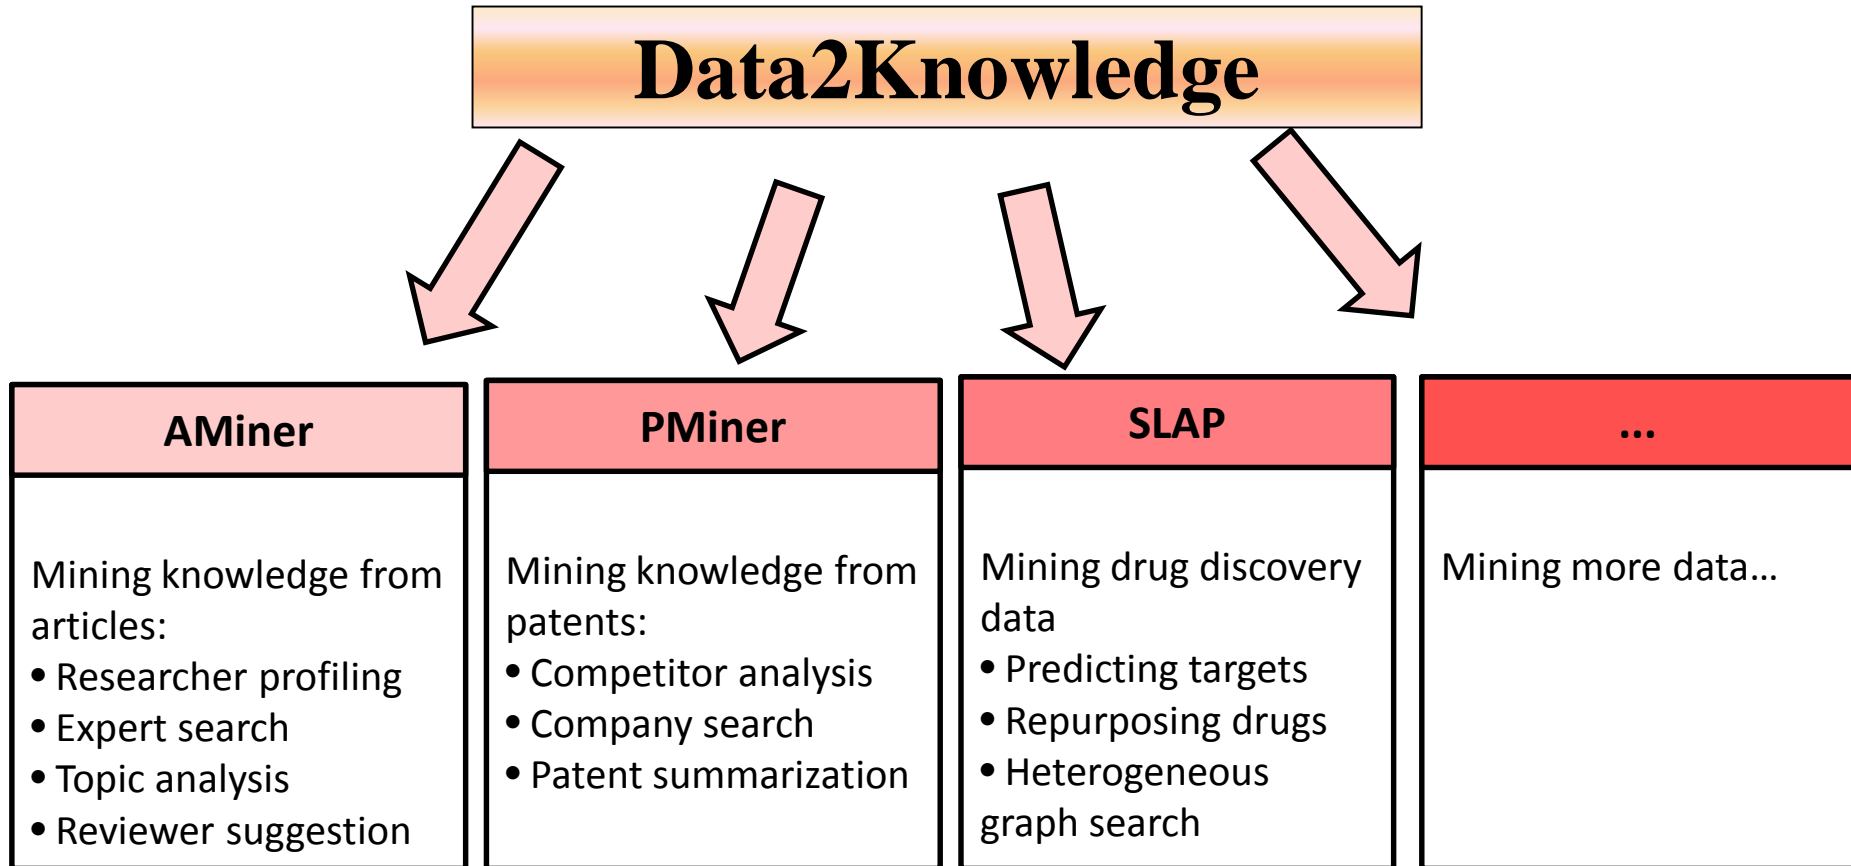 Data2Knowledge
AMiner
Mining knowledge from
articles:
• Researcher profiling
• Expert search
• Topic analysis
• Reviewer suggestion
PMiner
Mining knowledge from
patents:
• Competitor analysis
• Company search
• Patent summarization
SLAP
Mining drug discovery
data
• Predicting targets
• Repurposing drugs
• Heterogeneous
graph search
...
Mining more data…